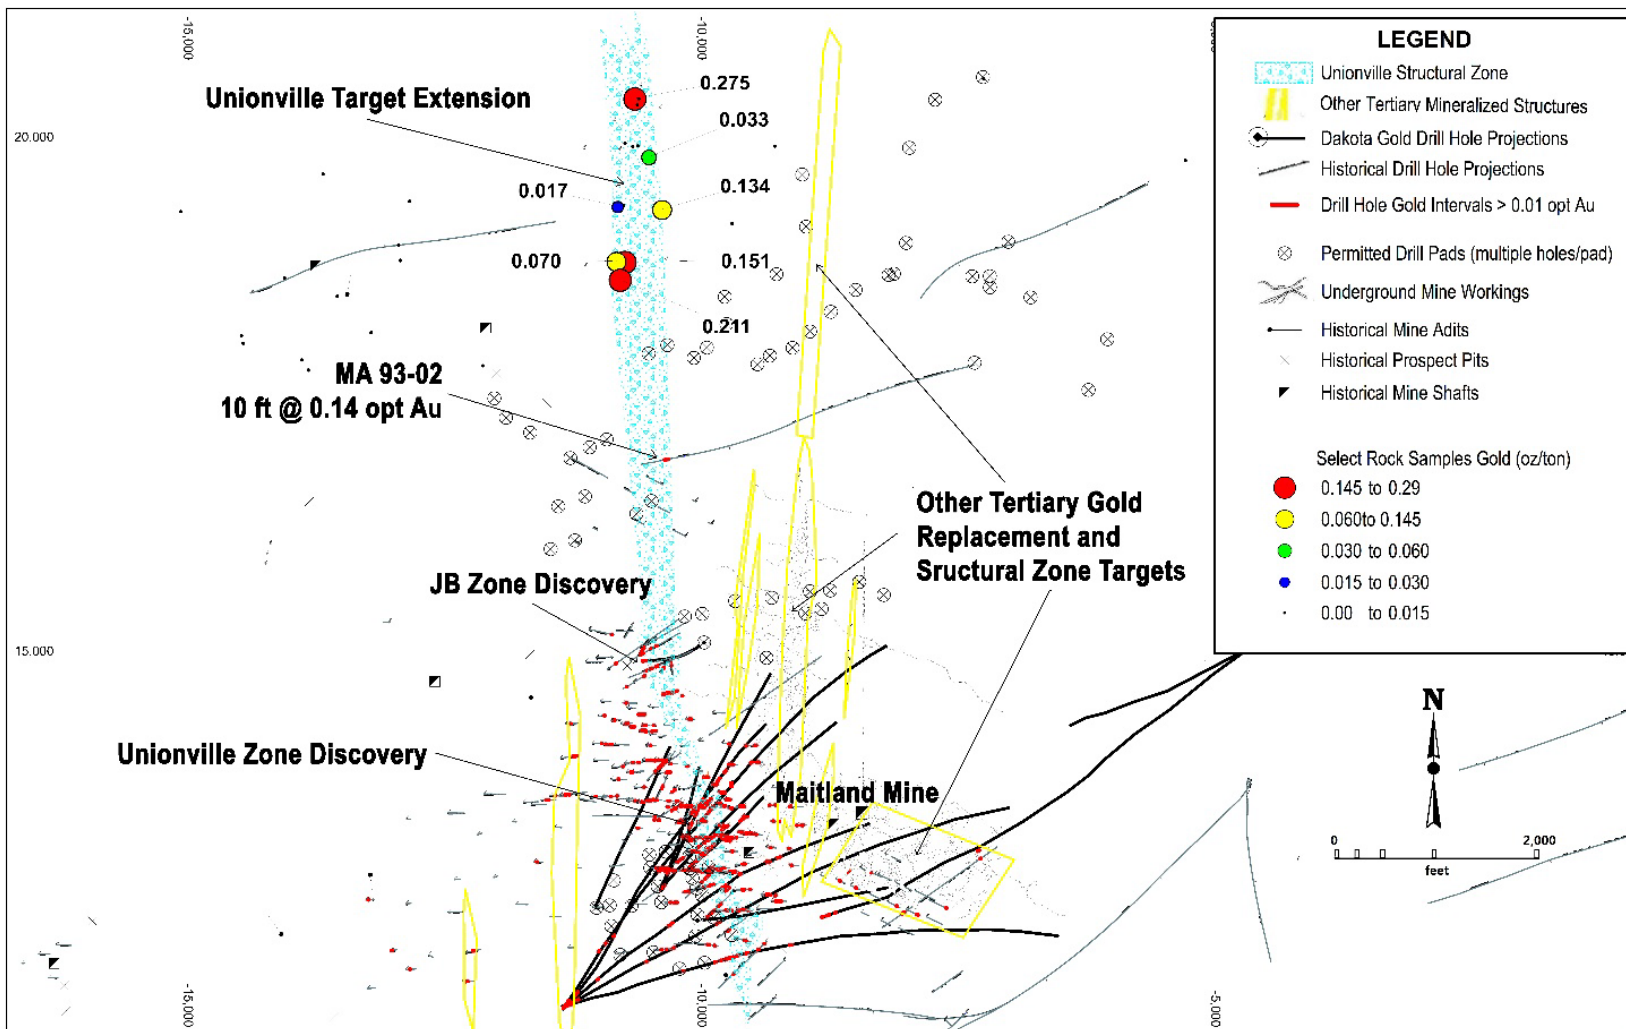 -15,000
-10,000
LEGEND
Unionville Structural Zone
Other Tertiary Mineralized Structures
Dakota Gold Drill Hole Projections
Historical Drill Hole Projections
Drill Hole Gold Intervals > 0.01 opt Au
Permitted Drill Pads (multiple holes/pad)
Underground Mine Workings
Historical Mine Adits
Historical Prospect Pits
Historical Mine Shafts
Select Rock Samples Gold (oz/ton)
0.145 to 0.29
0.060to 0.145
0.030 to 0.060
0.015 to 0.030
0.00 to 0.015
Unionville Target Extension
0.275
0.033
20.000
0.017
0.134
0.070
0.151
0.211
MA 93-02
10 ft @ 0.14 opt Au
Other Tertiary Gold
Replacement and
Sructural Zone Targets
JB Zone Discovery
15.000
Unionville Zone Discovery
Maitland Mine
N
0
2,000
feet
-15,000
-10,000
-5,000